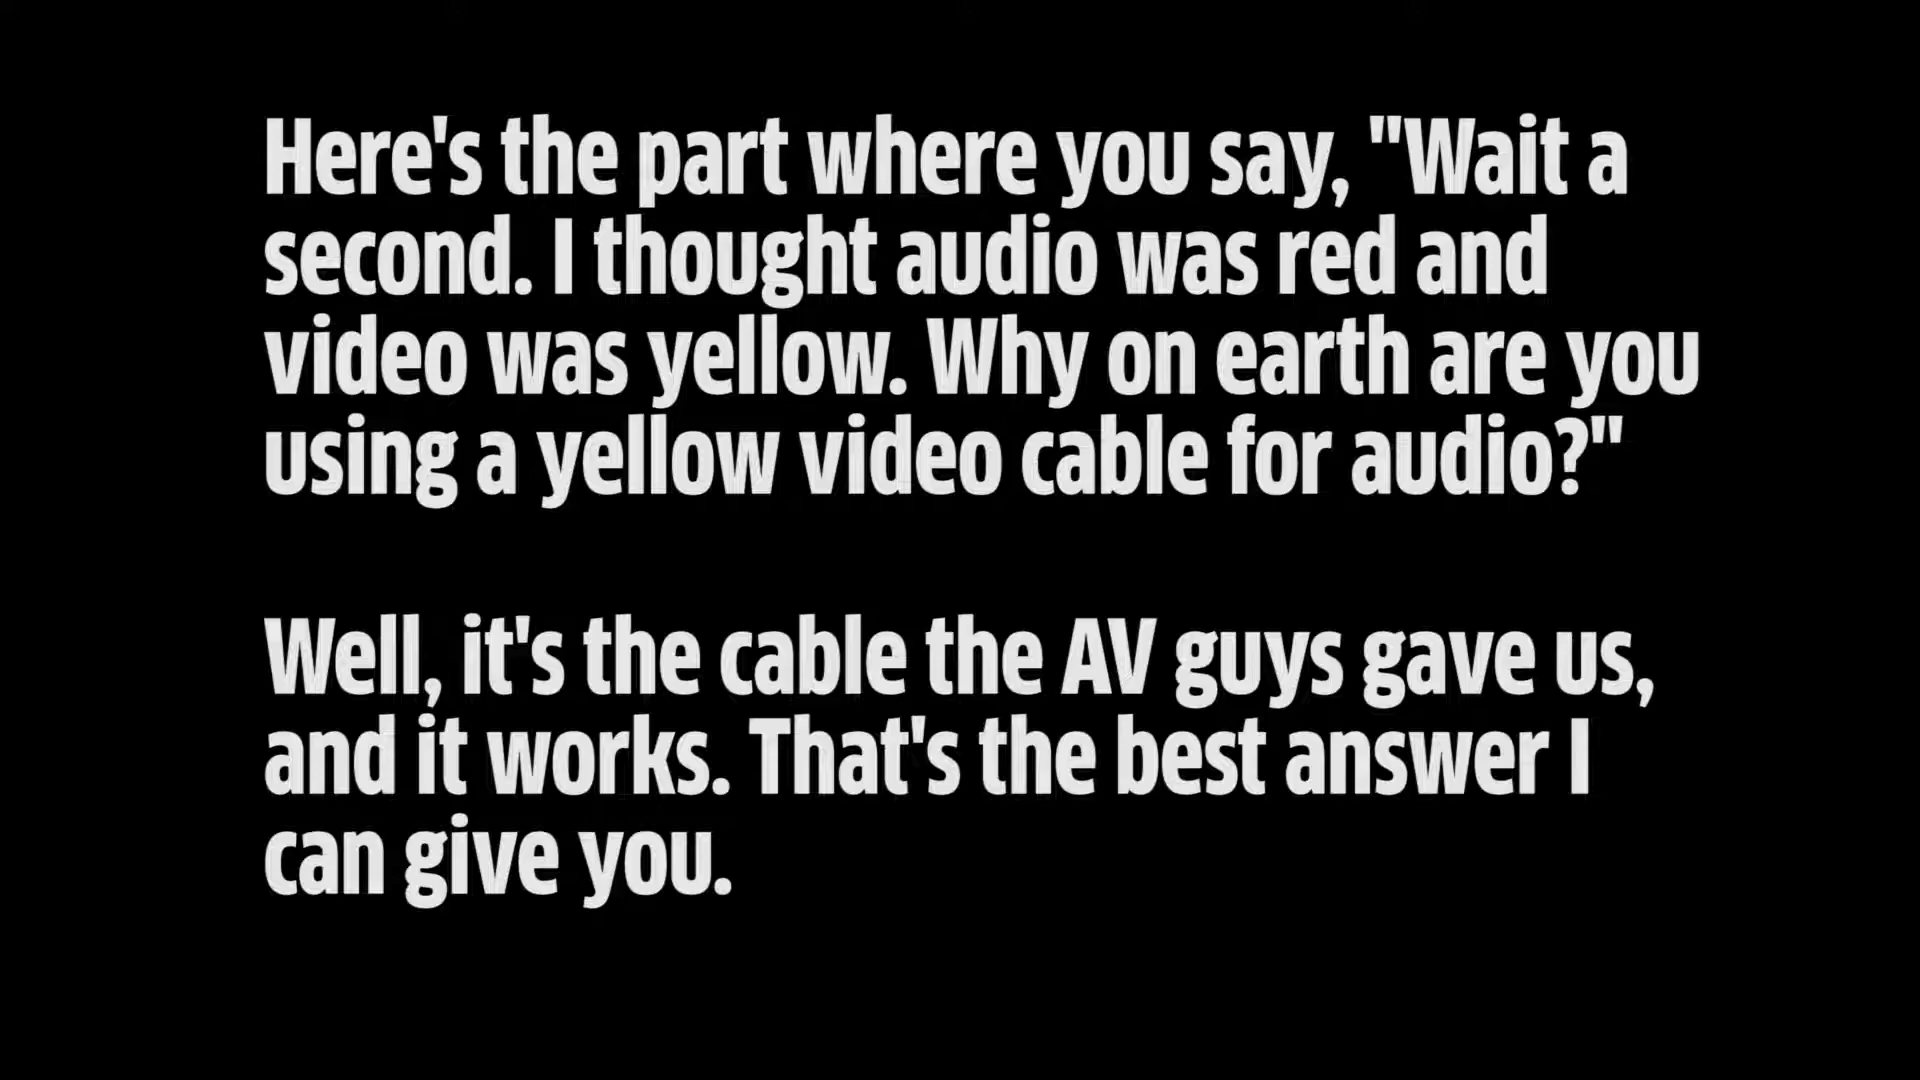 Here's the part where you say, "Wait a
second. I thought audio was red and
video was yellow. Why on earth are you
using a yellow video cable for audio?"
Well, it's the cable the AV guys gave us,
and it works. That's the best answer I
can give you.